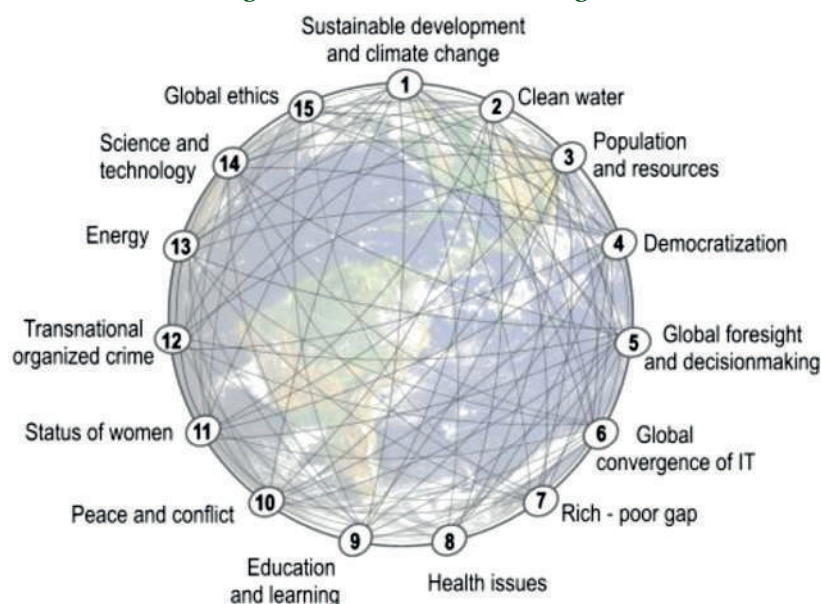 Sustainable development
and climate change
1
2
Clean water
3
Population
and resources
4
Democratization
5
Global foresight
and decisionmaking
6
Global
convergence of IT
7
Rich - poor gap
8
Health issues
9
Education
and learning
10
Peace and conflict
11
Status of women
12
Transnational
organized crime
13
Energy
14
Science and
technology
15
Global ethics